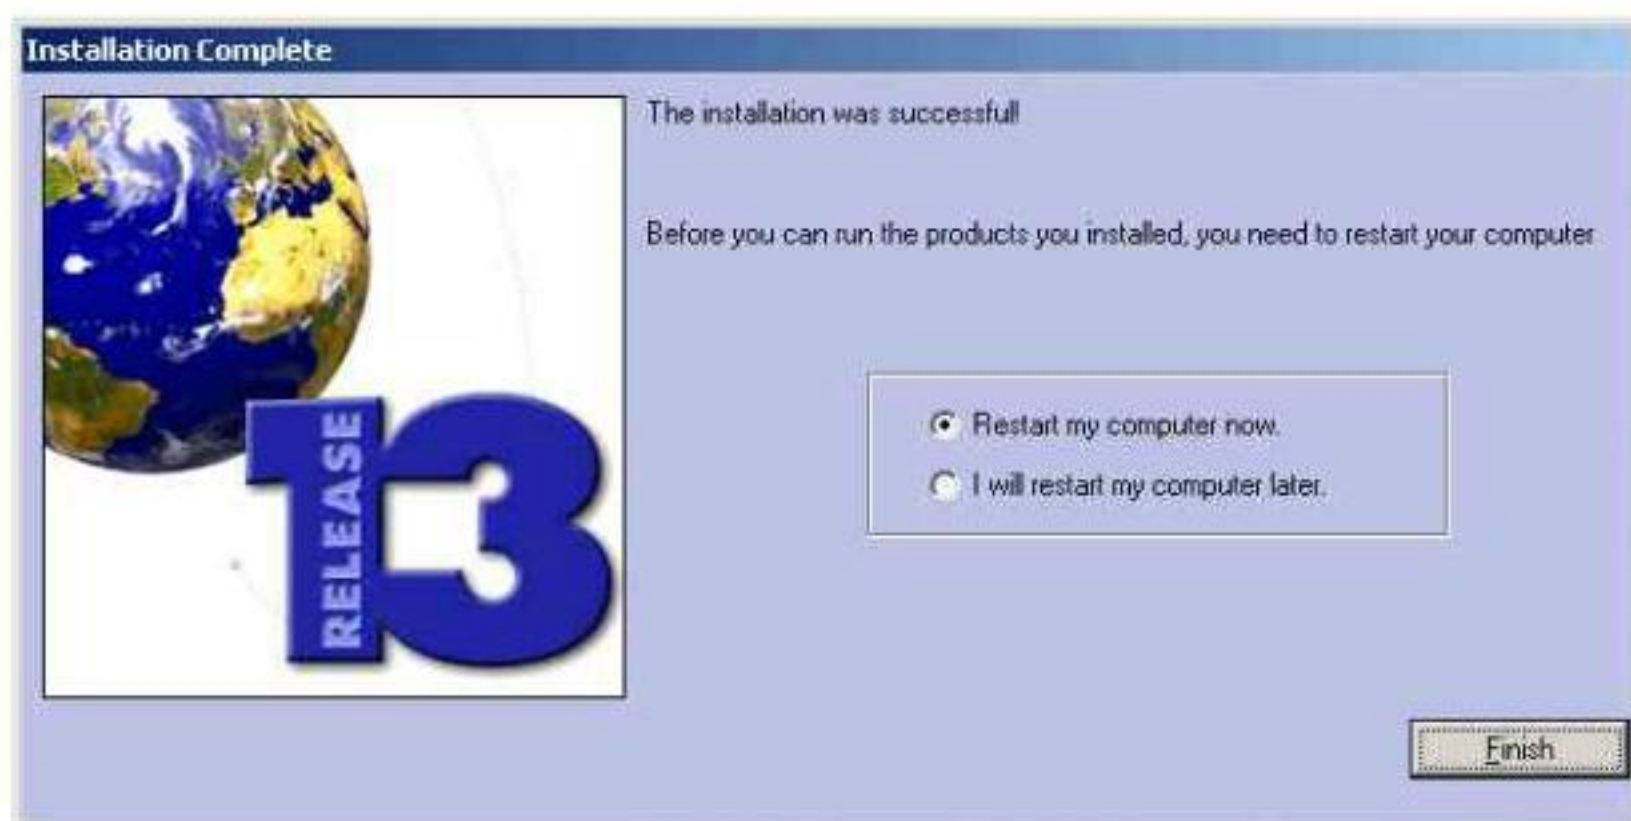 Installation Complete
The installation was successful!
Before you can run the products you installed, you need to restart your computer
RELEASE
13
Restart my computer now.
I will restart my computer later.
Finish